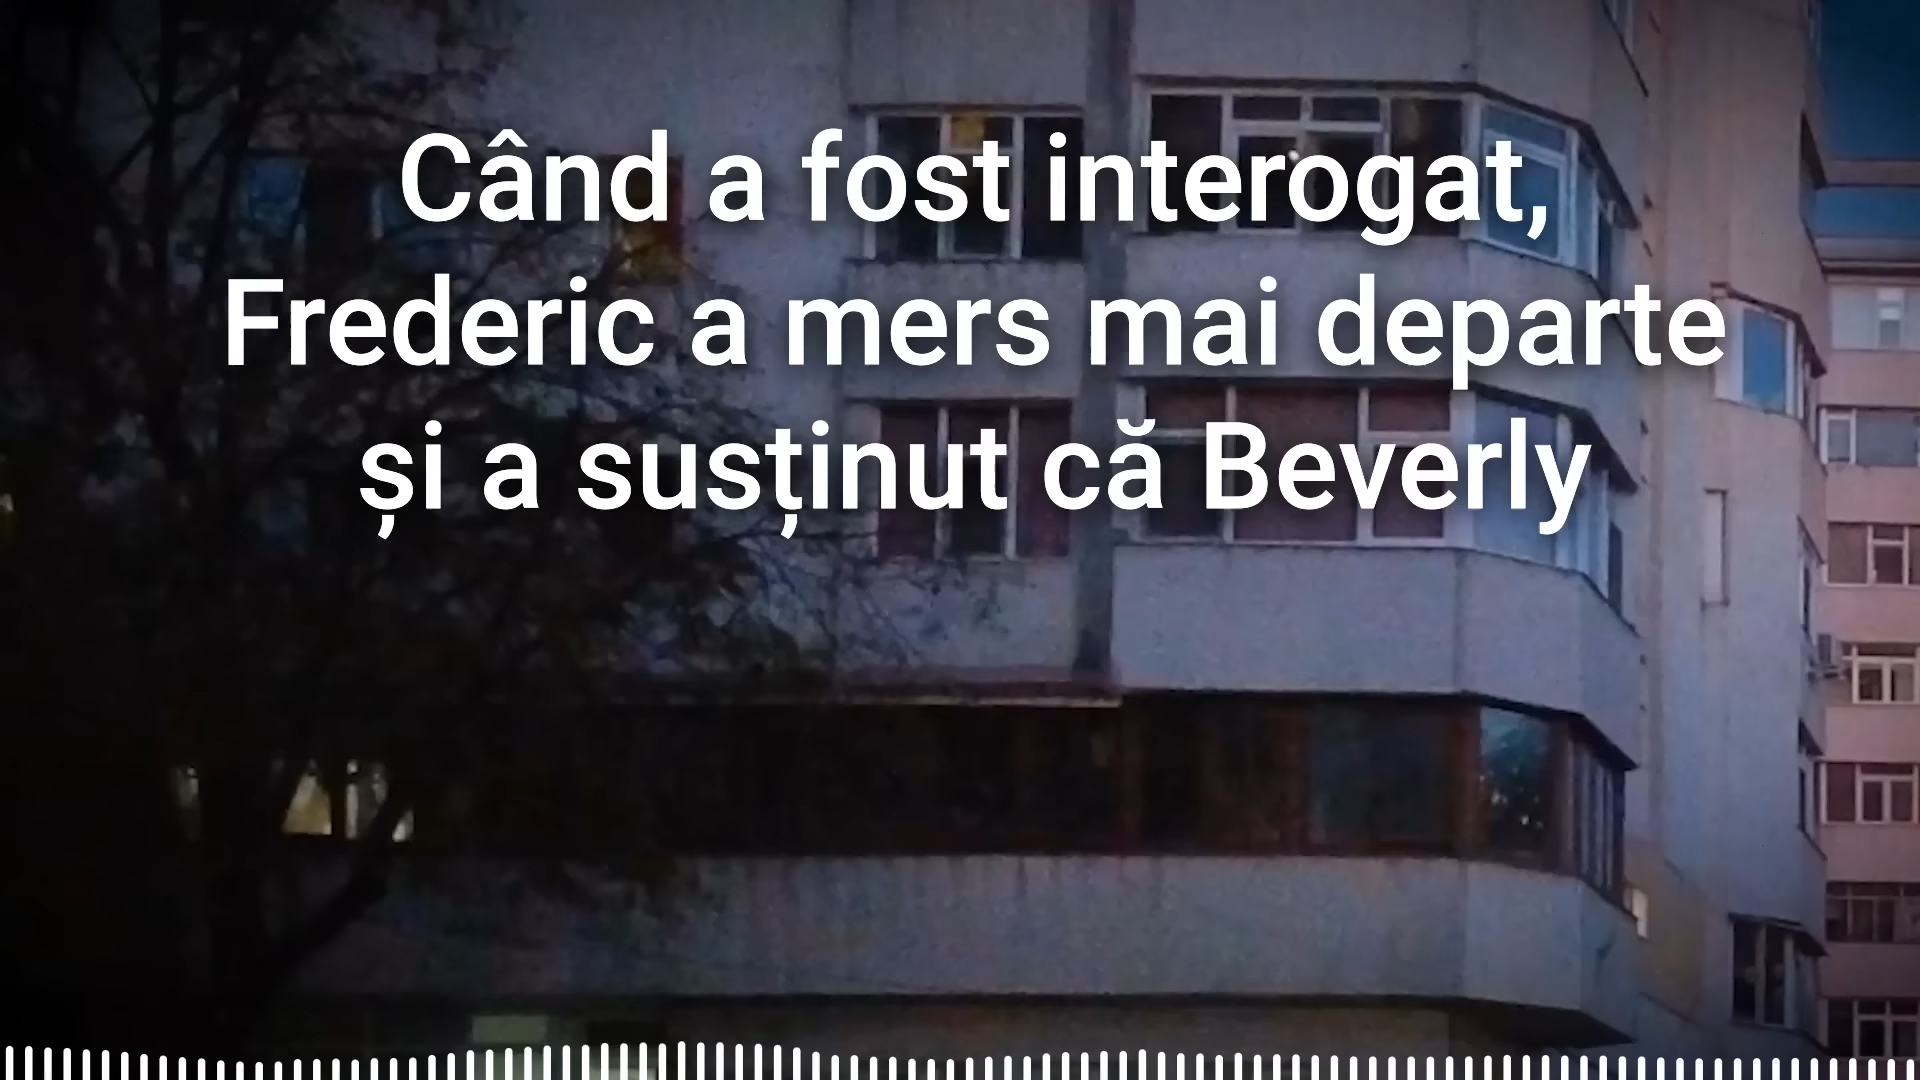 Când a fost interogat,
Frederic a mers mai departe
și a susținut că Beverly